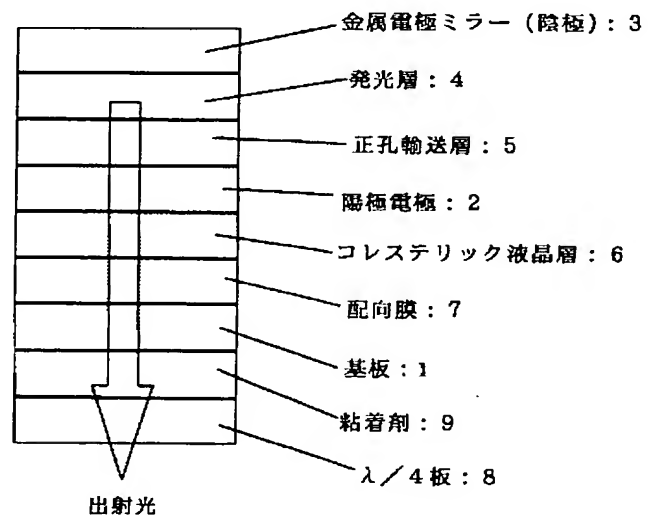 金属電極ミラー (陰極) : 3
発光層 : 4
正孔輸送層 : 5
陽極電極 : 2
コレステリック液晶層 : 6
配向膜 : 7
基板 : 1
粘着剤 : 9
λ／4板 : 8
出射光